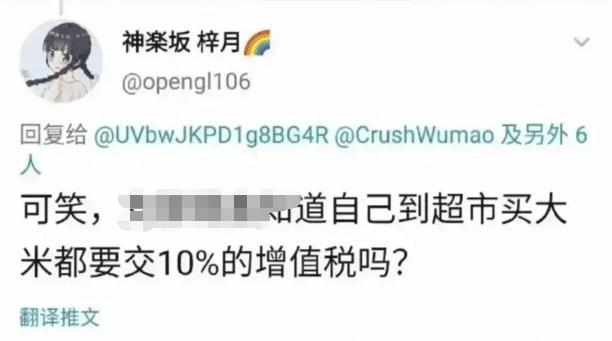 神楽坂 梓月🌈
@opengl106
回复给 @UVbwJKPD1g8BG4R @CrushWumao 及另外 6
人
可笑，知道自己到超市买大
米都要交10%的增值税吗？
翻译推文